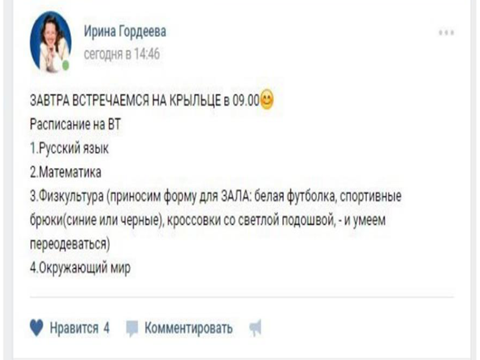 Ирина Гордеева
сегодня в 14:46
ЗАВТРА ВСТРЕЧАЕМСЯ НА КРЫЛЬЦЕ в 09.00😊
Расписание на ВТ
1.Русский язык
2.Математика
3.Физкультура (приносим форму для ЗАЛА: белая футболка, спортивные
брюки(синие или черные), кроссовки со светлой подошвой, - и умеем
переодеваться)
4.Окружающий мир
Нравится 4 Комментировать